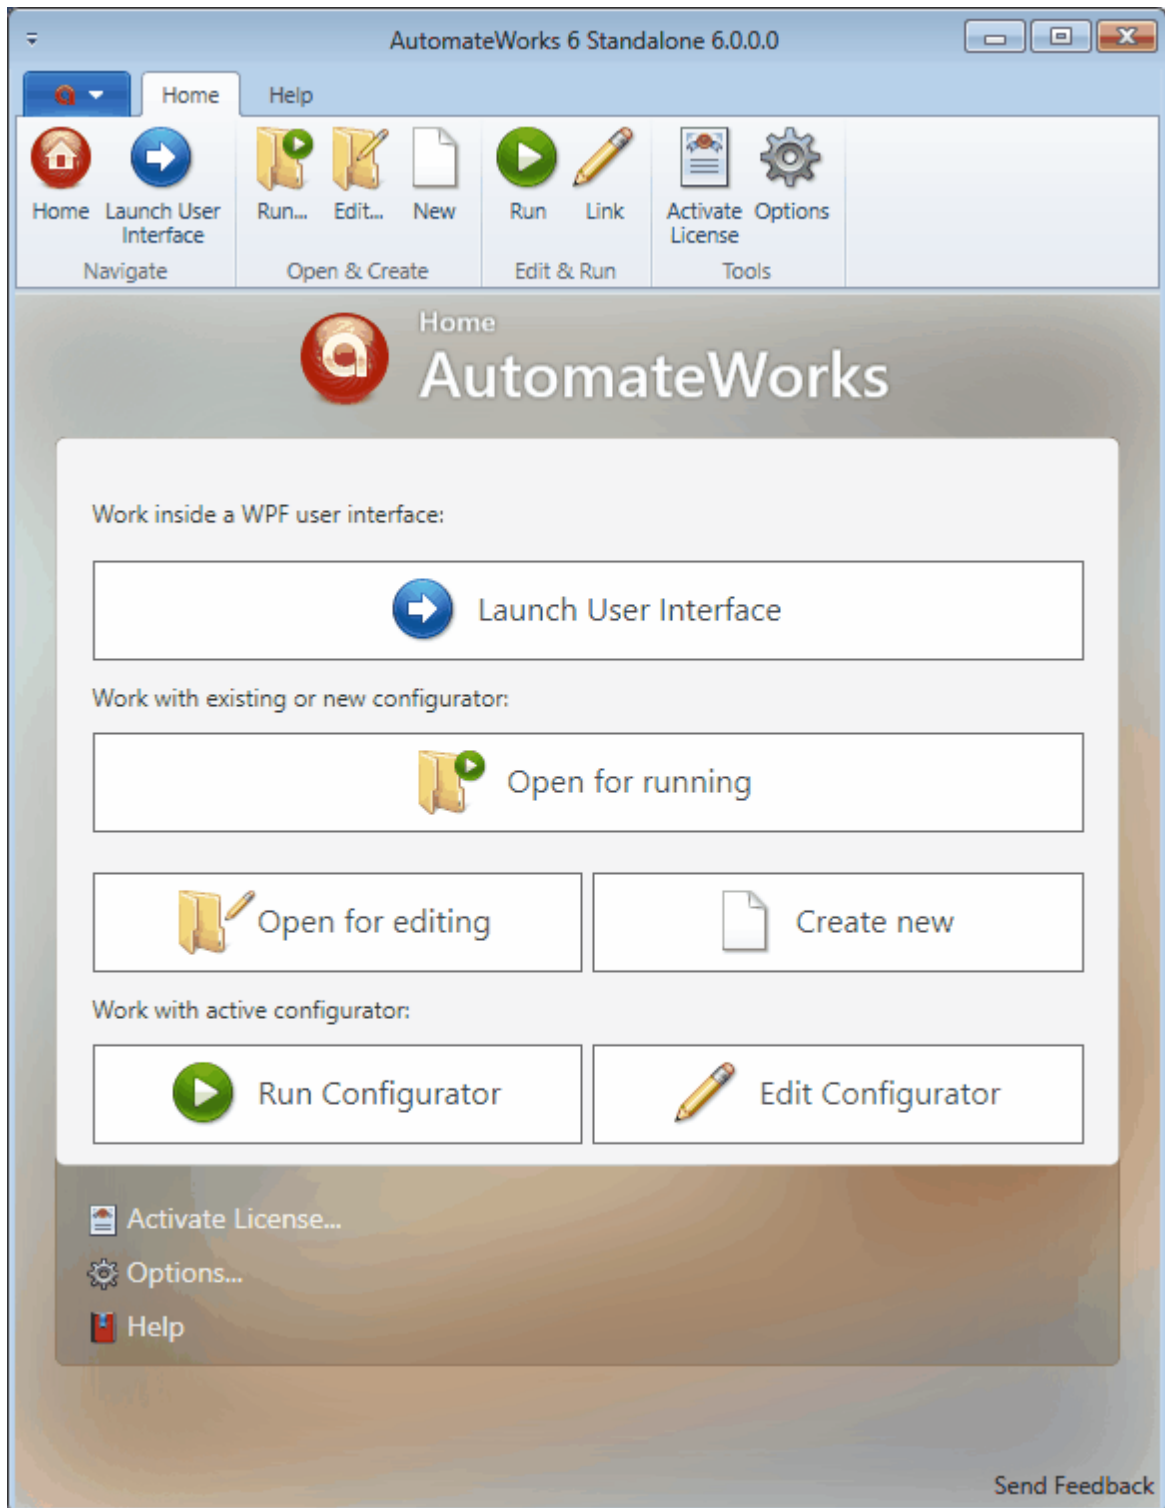 AutomateWorks 6 Standalone 6.0.0.0
Home Help
Home Launch User Interface Run... Edit... New Run Link Activate License Options
Navigate Open & Create Edit & Run Tools
Home
AutomateWorks
Work inside a WPF user interface:
Launch User Interface
Work with existing or new configurator:
Open for running
Open for editing Create new
Work with active configurator:
Run Configurator Edit Configurator
Activate License...
Options...
Help
Send Feedback